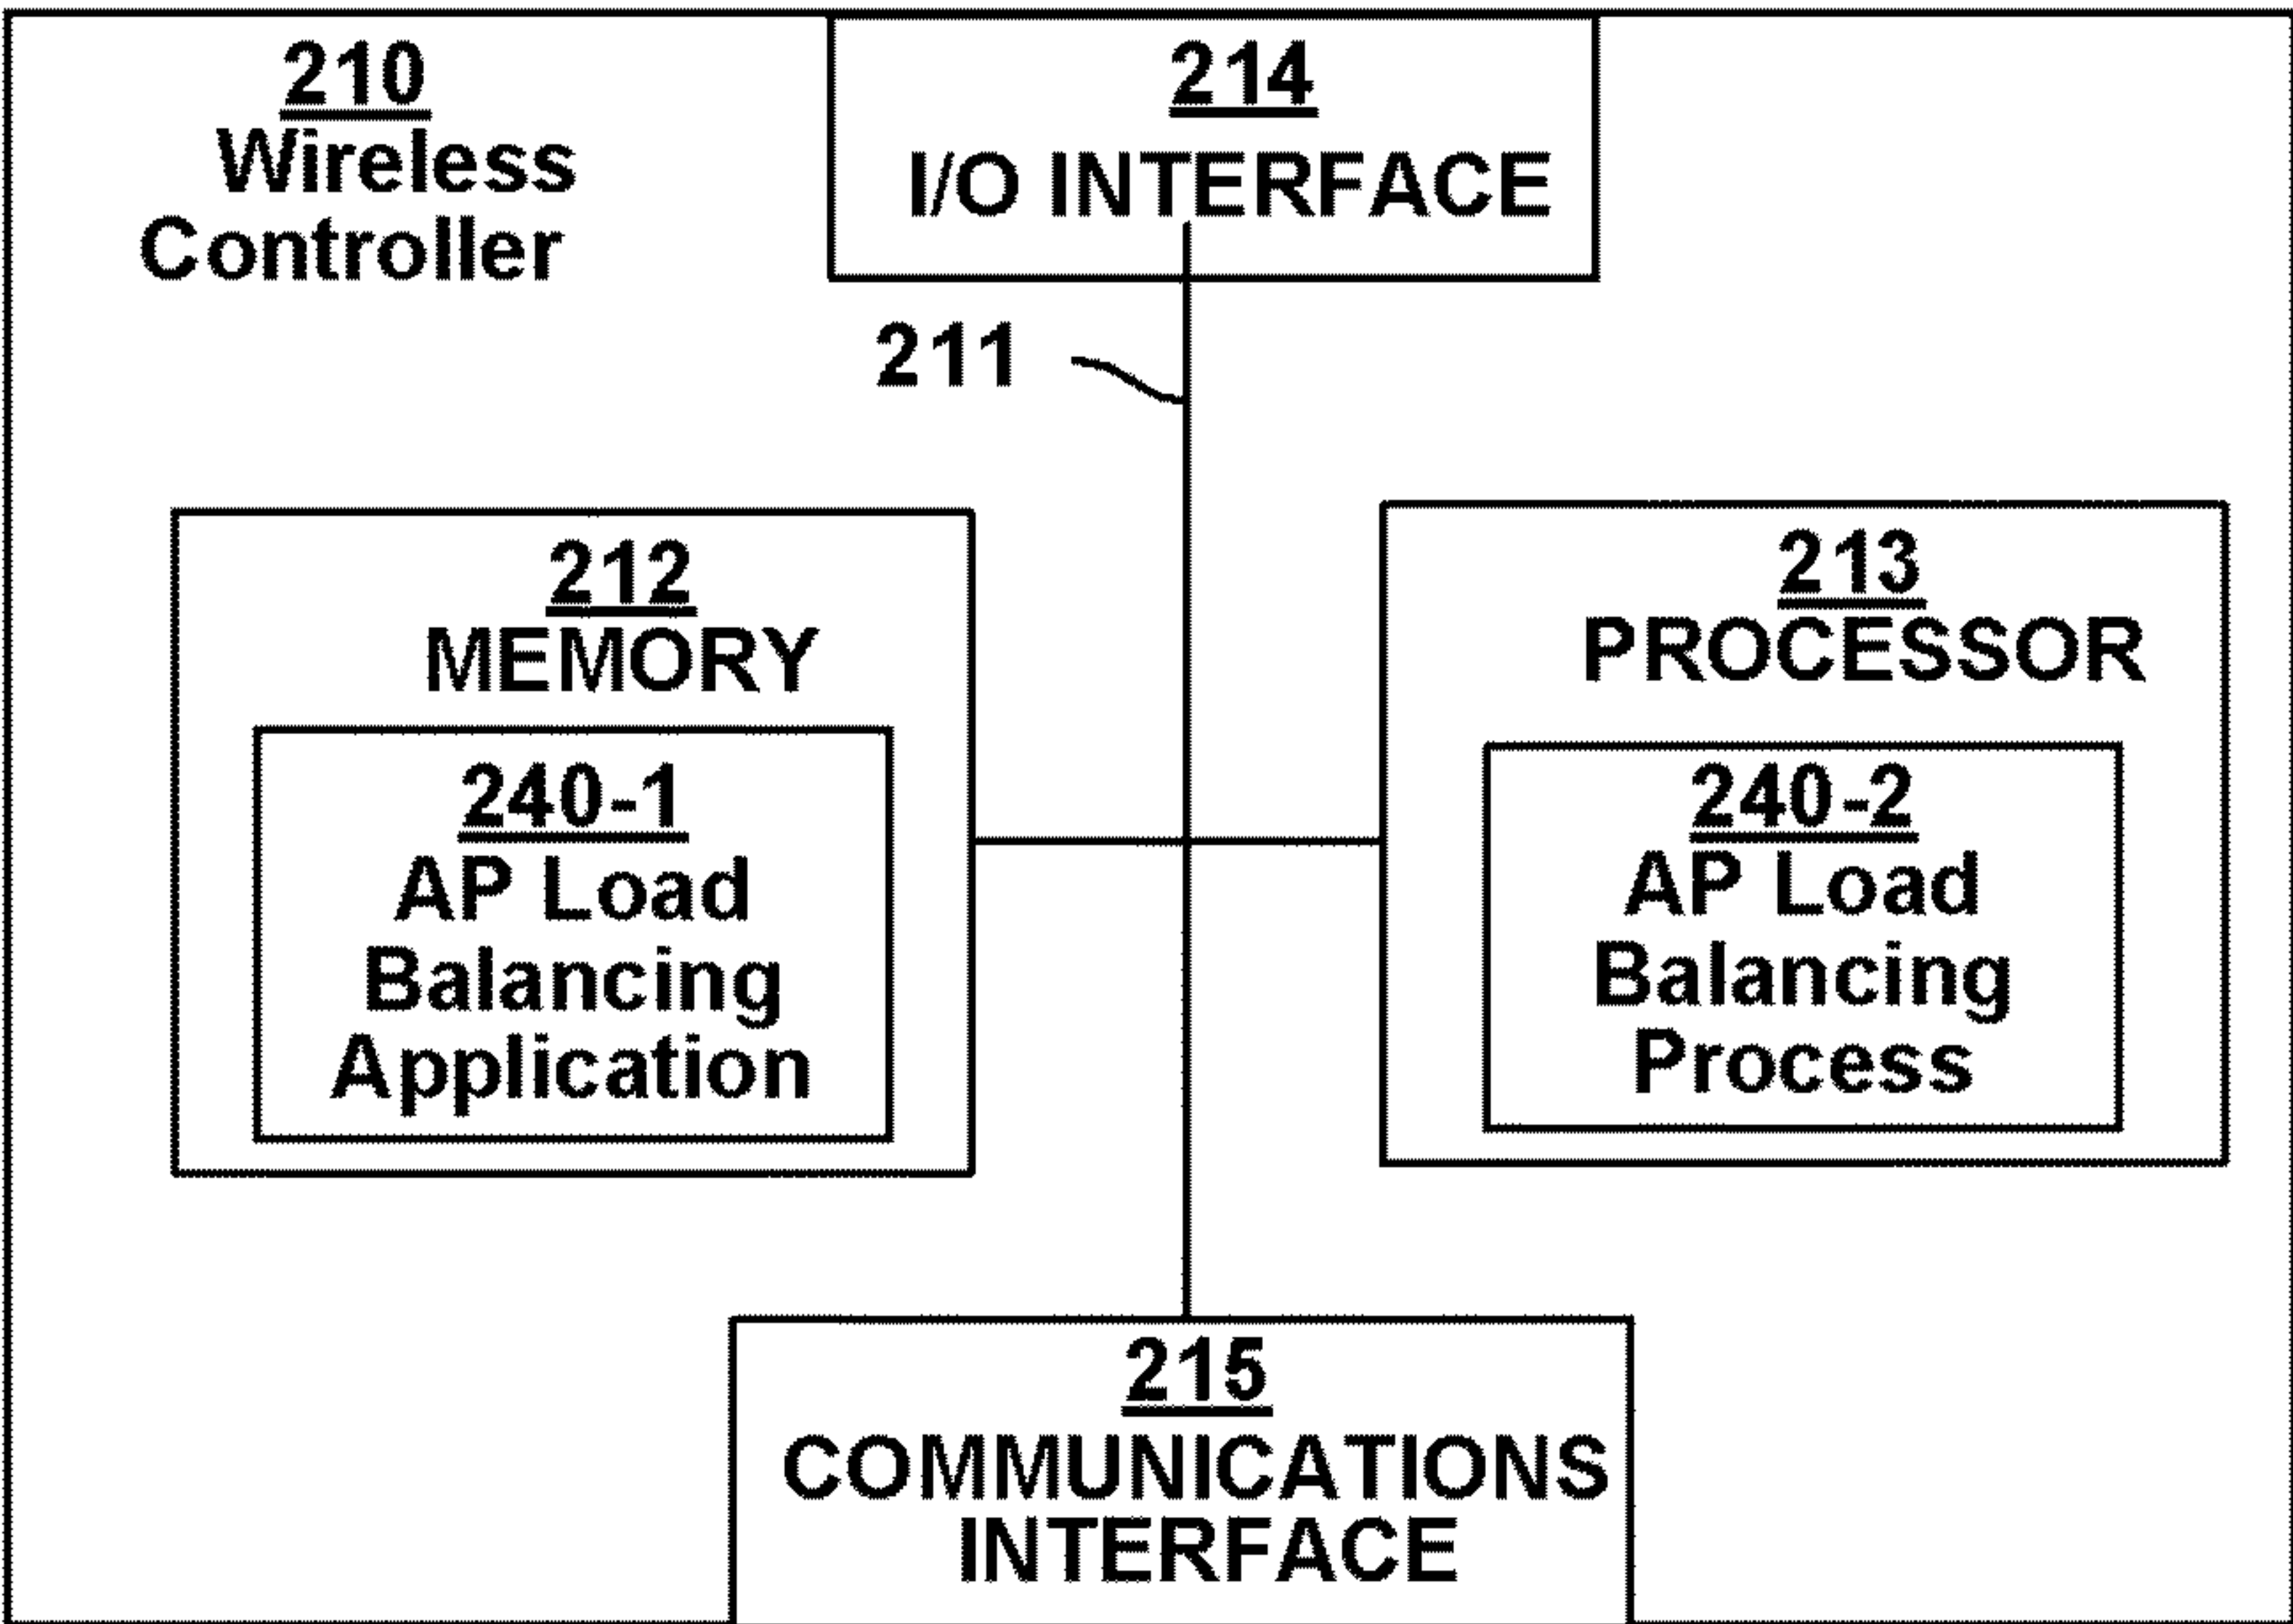 210
Wireless
Controller
214
I/O INTERFACE
211
212
MEMORY
240-1
AP Load
Balancing
Application
213
PROCESSOR
240-2
AP Load
Balancing
Process
215
COMMUNICATIONS
INTERFACE